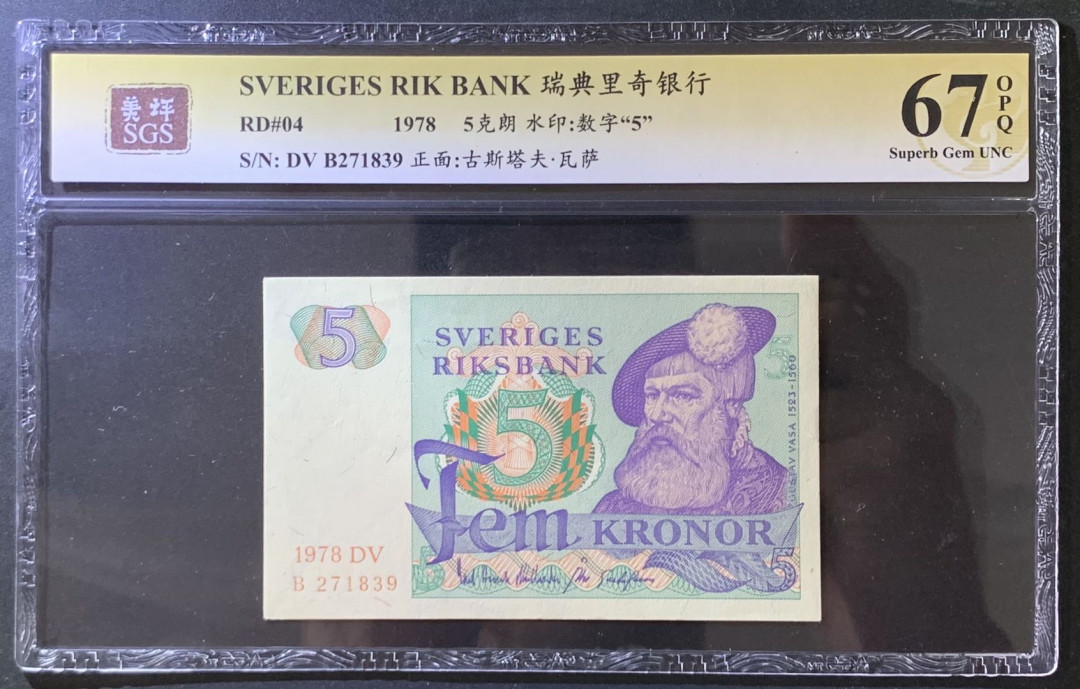 美评
SGS
SVERIGES RIK BANK 瑞典里奇银行
RD#04 1978 5克朗 水印:数字“5”
S/N: DV B271839 正面:古斯塔夫·瓦萨
67 OPQ
Superb Gem UNC
5
SVERIGES
RIKSBANK
5
Fem KRONOR
GUSTAV VASA 1523-1560
1978 DV
B 271839
5
5
5